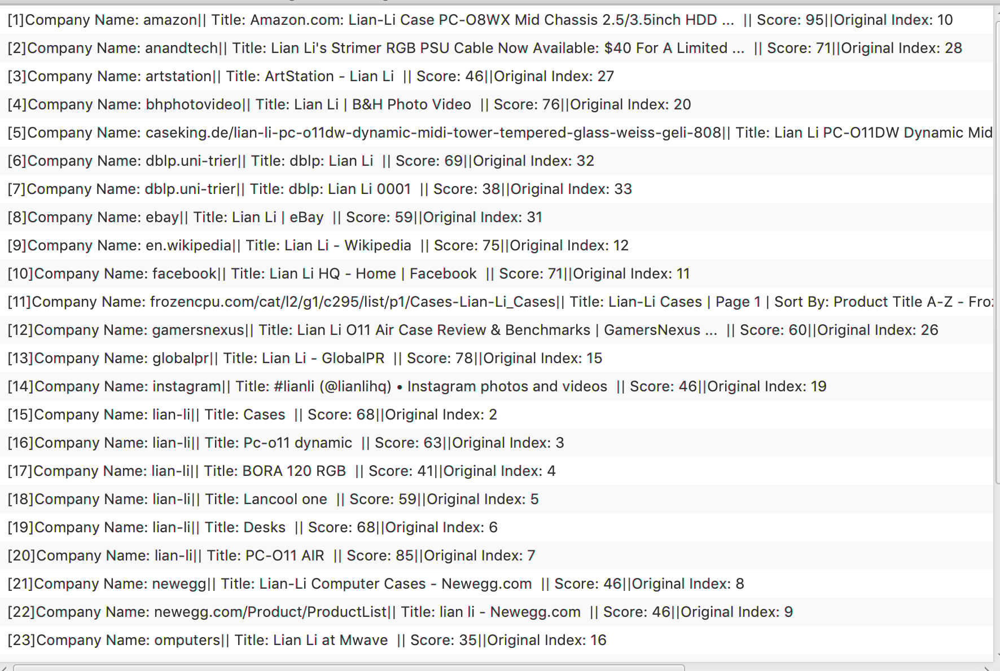 [1]Company Name: amazon|| Title: Amazon.com: Lian-Li Case PC-O8WX Mid Chassis 2.5/3.5inch HDD ...  || Score: 95||Original Index: 10
[2]Company Name: anandtech|| Title: Lian Li's Strimer RGB PSU Cable Now Available: $40 For A Limited ...  || Score: 71||Original Index: 28
[3]Company Name: artstation|| Title: ArtStation - Lian Li  || Score: 46||Original Index: 27
[4]Company Name: bhphotovideo|| Title: Lian Li | B&H Photo Video  || Score: 76||Original Index: 20
[5]Company Name: caseking.de/lian-li-pc-o11dw-dynamic-midi-tower-tempered-glass-weiss-geli-808|| Title: Lian Li PC-O11DW Dynamic Mid
[6]Company Name: dblp.uni-trier|| Title: dblp: Lian Li  || Score: 69||Original Index: 32
[7]Company Name: dblp.uni-trier|| Title: dblp: Lian Li 0001  || Score: 38||Original Index: 33
[8]Company Name: ebay|| Title: Lian Li | eBay  || Score: 59||Original Index: 31
[9]Company Name: en.wikipedia|| Title: Lian Li - Wikipedia  || Score: 75||Original Index: 12
[10]Company Name: facebook|| Title: Lian Li HQ - Home | Facebook  || Score: 71||Original Index: 11
[11]Company Name: frozencpu.com/cat/l2/g1/c295/list/p1/Cases-Lian-Li_Cases|| Title: Lian-Li Cases | Page 1 | Sort By: Product Title A-Z - Fro
[12]Company Name: gamersnexus|| Title: Lian Li O11 Air Case Review & Benchmarks | GamersNexus ...  || Score: 60||Original Index: 26
[13]Company Name: globalpr|| Title: Lian Li - GlobalPR  || Score: 78||Original Index: 15
[14]Company Name: instagram|| Title: #lianli (@lianlihq) • Instagram photos and videos  || Score: 46||Original Index: 19
[15]Company Name: lian-li|| Title: Cases  || Score: 68||Original Index: 2
[16]Company Name: lian-li|| Title: Pc-o11 dynamic  || Score: 63||Original Index: 3
[17]Company Name: lian-li|| Title: BORA 120 RGB  || Score: 41||Original Index: 4
[18]Company Name: lian-li|| Title: Lancool one  || Score: 59||Original Index: 5
[19]Company Name: lian-li|| Title: Desks  || Score: 68||Original Index: 6
[20]Company Name: lian-li|| Title: PC-O11 AIR  || Score: 85||Original Index: 7
[21]Company Name: newegg|| Title: Lian-Li Computer Cases - Newegg.com  || Score: 46||Original Index: 8
[22]Company Name: newegg.com/Product/ProductList|| Title: lian li - Newegg.com  || Score: 46||Original Index: 9
[23]Company Name: omputers|| Title: Lian Li at Mwave  || Score: 35||Original Index: 16